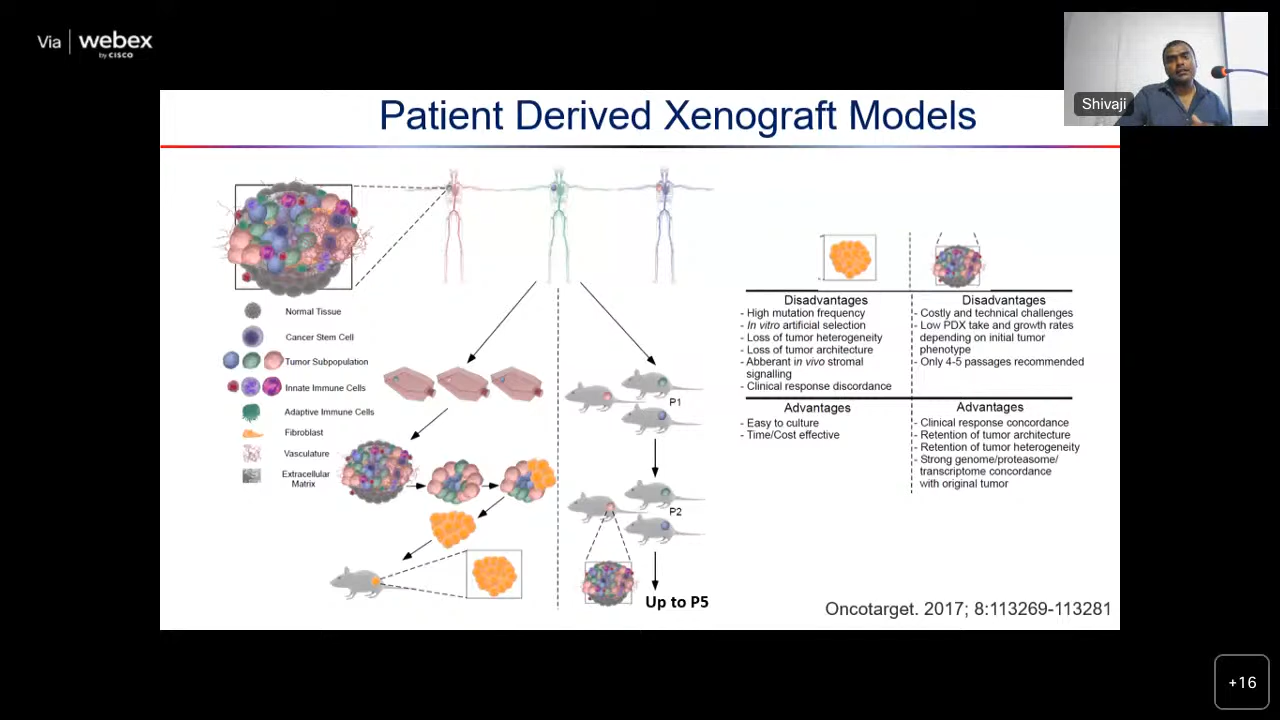 Via | webex
by CISCO
Shivaji
Patient Derived Xenograft Models
Normal Tissue
Cancer Stem Cell
Tumor Subpopulation
Innate Immune Cells
Adaptive Immune Cells
Fibroblast
Vasculature
Extracellular
Matrix
P1
P2
Up to P5
Disadvantages
- High mutation frequency
- In vitro artificial selection
- Loss of tumor heterogeneity
- Loss of tumor architecture
- Abberant in vivo stromal
signalling
- Clinical response discordance
Disadvantages
- Costly and technical challenges
- Low PDX take and growth rates
depending on initial tumor
phenotype
- Only 4-5 passages recommended
Advantages
- Easy to culture
- Time/Cost effective
Advantages
- Clinical response concordance
- Retention of tumor architecture
- Retention of tumor heterogeneity
- Strong genome/proteasome/
transcriptome concordance
with original tumor
Oncotarget. 2017; 8:113269-113281
+16